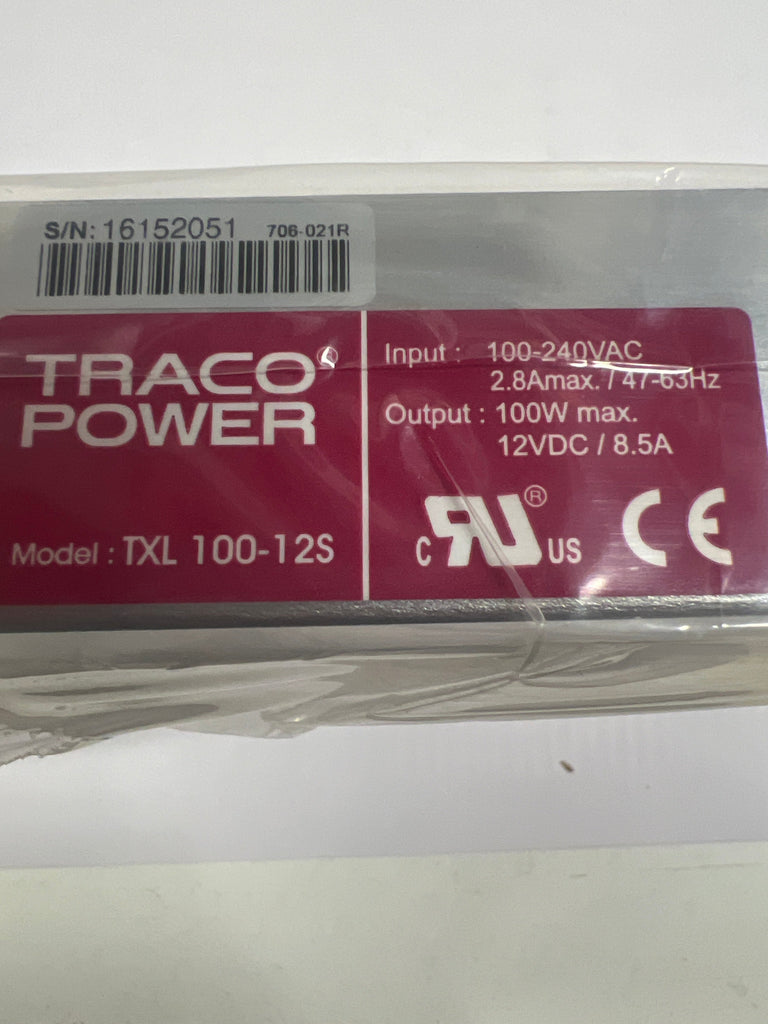 S/N: 16152051 706-021R
TRACO®
POWER
Model : TXL 100-12S
Input : 100-240VAC
2.8Amax. / 47-63Hz
Output : 100W max.
12VDC / 8.5A
C RU® US CE